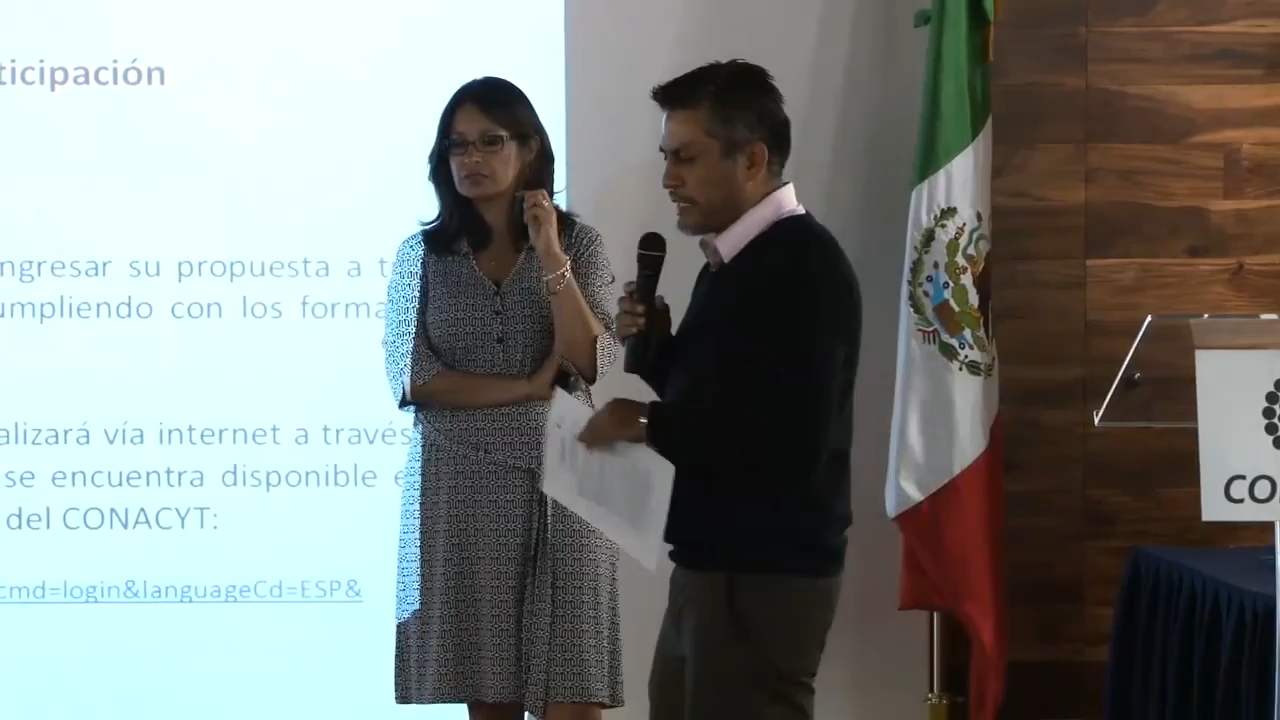 ticipación
ngresar su propuesta a t
umpliendo con los forma
alizará vía internet a través
se encuentra disponible e
del CONACYT:
cmd=login&languageCd=ESP&
CO